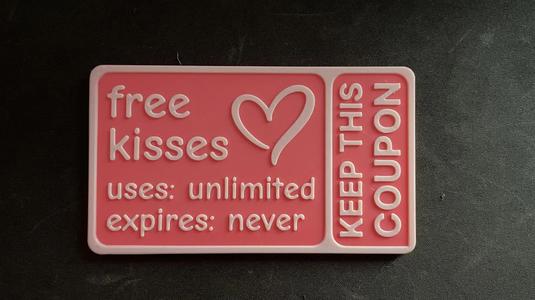 free
kisses
uses: unlimited
expires: never
KEEP THIS
COUPON